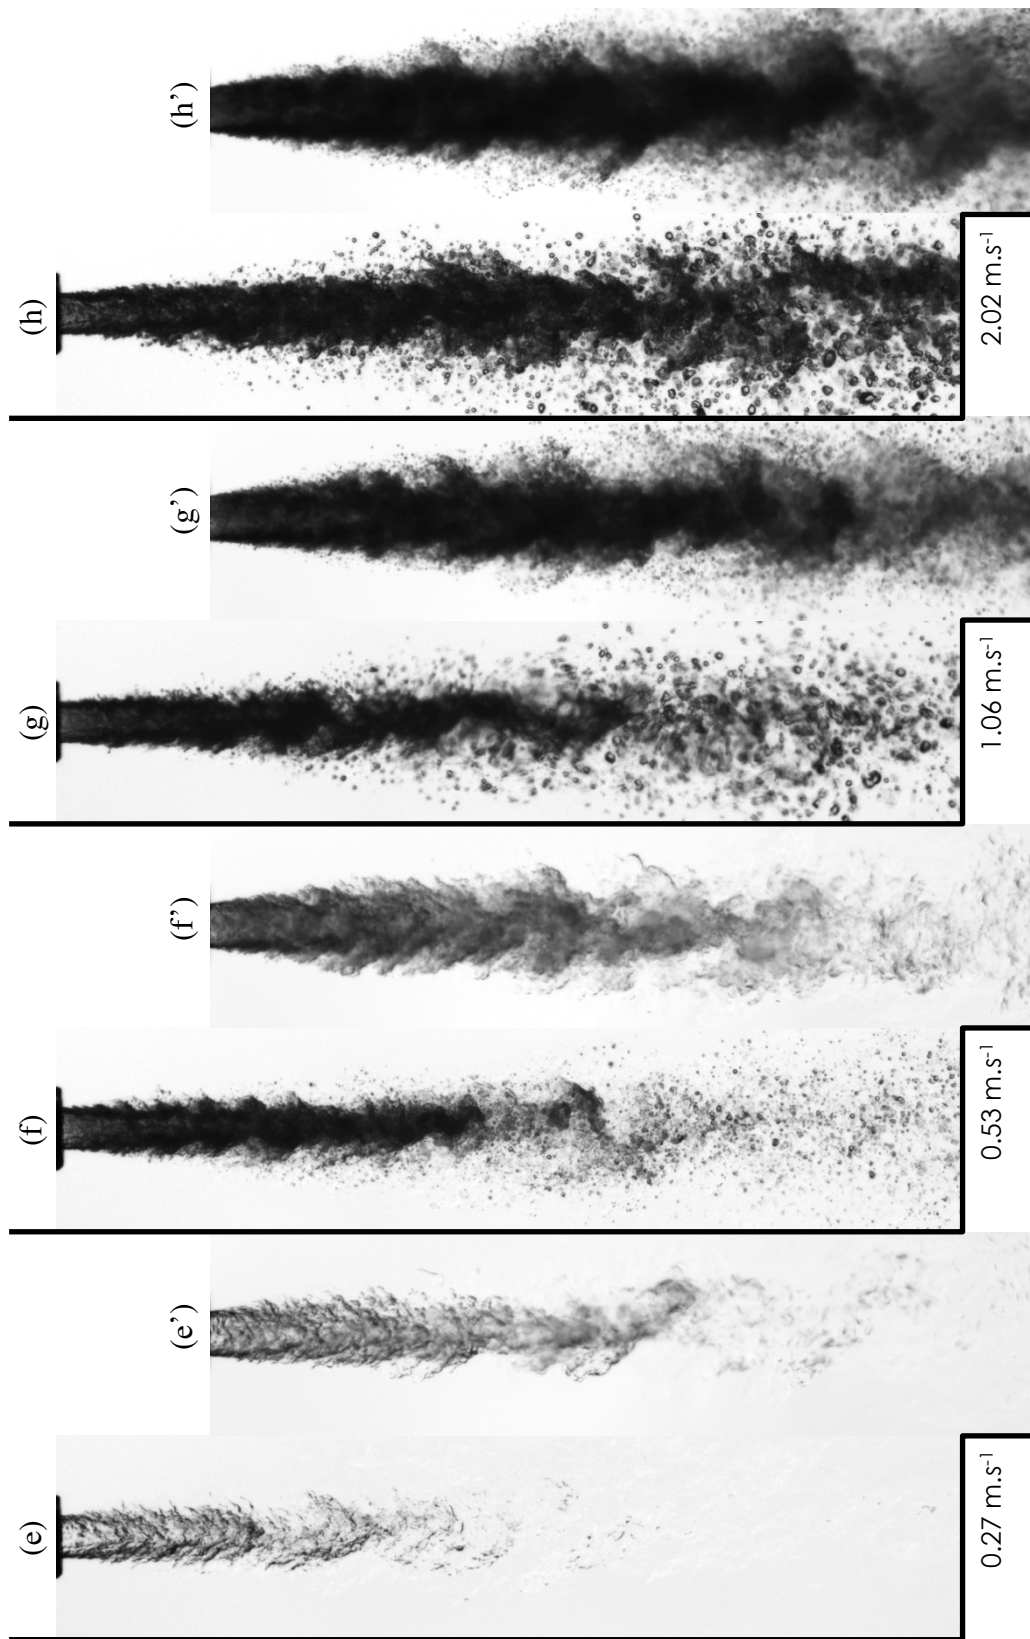 (h’)
(h)
2.02 m.s⁻¹
(g’)
(g)
1.06 m.s⁻¹
(f’)
(f)
0.53 m.s⁻¹
(e’)
(e)
0.27 m.s⁻¹